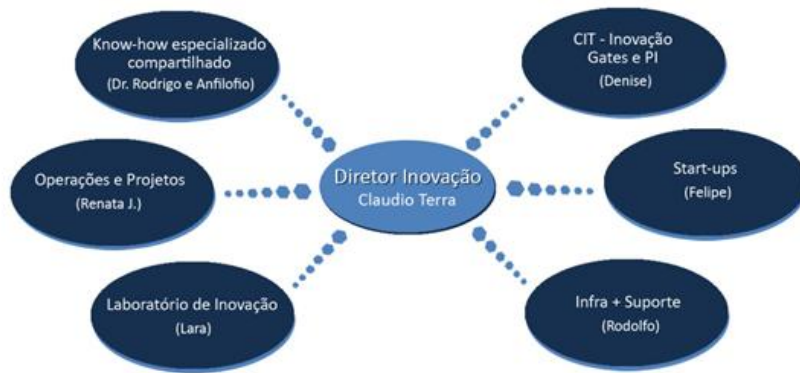 Know-how especializado
compartilhado
(Dr. Rodrigo e Anfilofio)
CIT - Inovação
Gates e PI
(Denise)
Operações e Projetos
(Renata J.)
Diretor Inovação
Claudio Terra
Start-ups
(Felipe)
Laboratório de Inovação
(Lara)
Infra + Suporte
(Rodolfo)